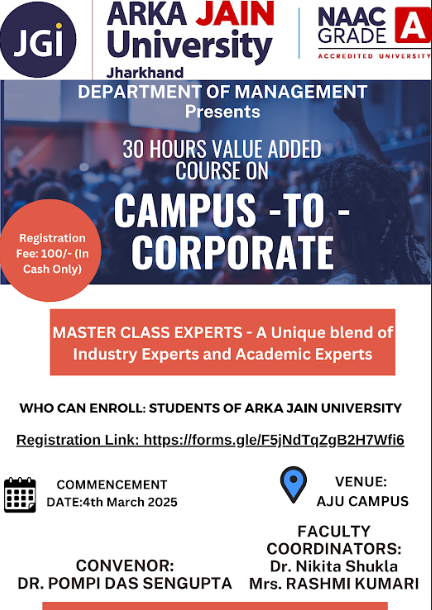 JGi
ARKA JAIN
University
Jharkhand
NAAC
GRADE A
ACCREDITED UNIVERSITY
DEPARTMENT OF MANAGEMENT
Presents
30 HOURS VALUE ADDED
COURSE ON
CAMPUS -TO -
CORPORATE
Registration
Fee: 100/- (In
Cash Only)
MASTER CLASS EXPERTS - A Unique blend of
Industry Experts and Academic Experts
WHO CAN ENROLL: STUDENTS OF ARKA JAIN UNIVERSITY
Registration Link: https://forms.gle/F5jNdTqZgB2H7Wfi6
COMMENCEMENT
DATE:4th March 2025
VENUE:
AJU CAMPUS
CONVENOR:
DR. POMPI DAS SENGUPTA
FACULTY
COORDINATORS:
Dr. Nikita Shukla
Mrs. RASHMI KUMARI